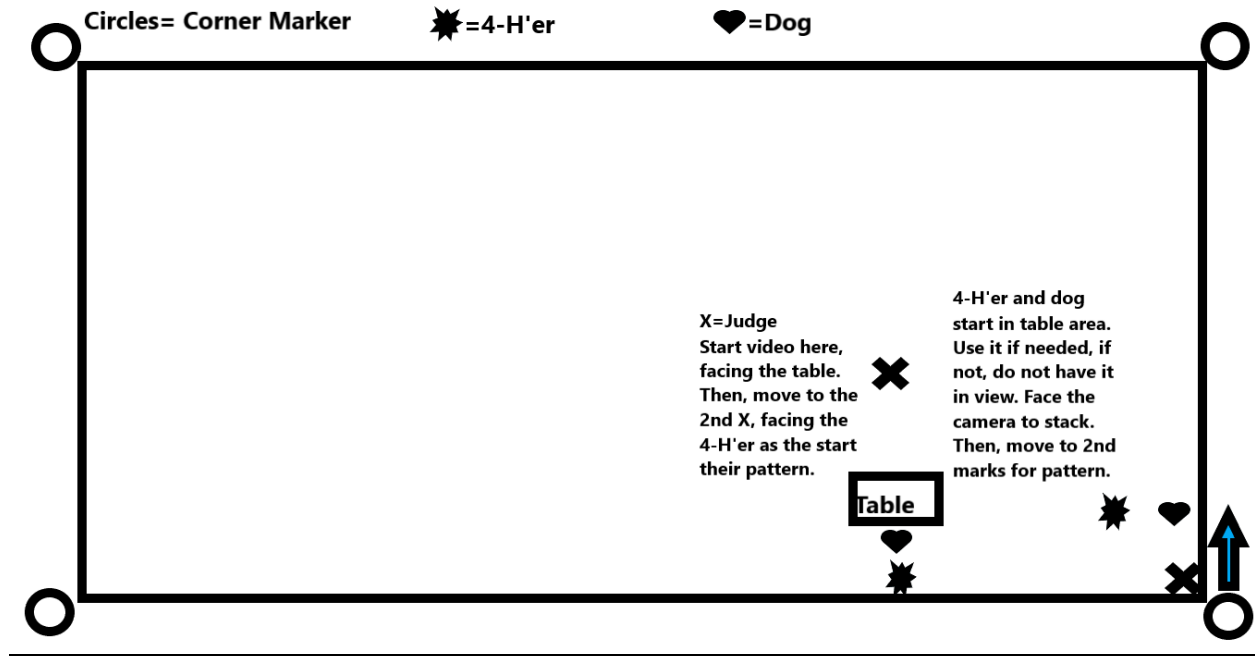 Circles= Corner Marker
=4-H'er
=Dog
X=Judge
Start video here,
facing the table.
Then, move to the
2nd X, facing the
4-H'er as the start
their pattern.
4-H'er and dog
start in table area.
Use it if needed, if
not, do not have it
in view. Face the
camera to stack.
Then, move to 2nd
marks for pattern.
Table